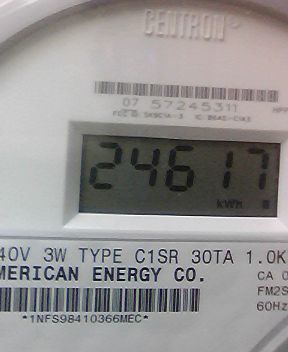 CENTRON®
07 57245311
24617
kWh
40V 3W TYPE C1SR 30TA 1.0K
MERICAN ENERGY CO.
CA 0
FM2S
60Hz
*1NFS98410366MEC*